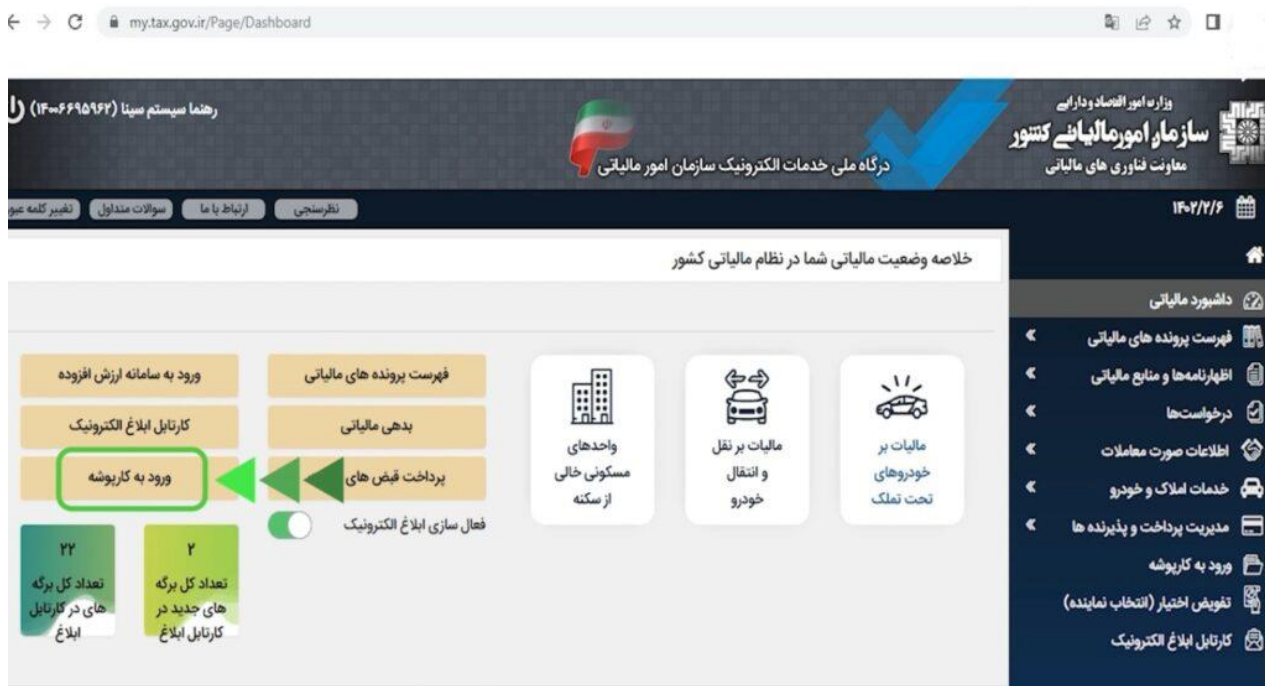 my.tax.gov.ir/Page/Dashboard
وزارت امور اقتصاد و دارایی
سازمان امور مالیاتی کشور
معاونت فناوری های مالیاتی
درگاه ملی خدمات الکترونیک سازمان امور مالیاتی
رهنما سیستم سینا (۱۴۰۰۶۶۹۵۹۶۲)
۱۴۰۲/۲/۶
نظرسنجی
ارتباط با ما
سوالات متداول
تغییر کلمه عبو
داشبورد مالیاتی
فهرست پرونده های مالیاتی
اظهارنامه‌ها و منابع مالیاتی
درخواست‌ها
اطلاعات صورت معاملات
خدمات املاک و خودرو
مدیریت پرداخت و پذیرنده ها
ورود به کارپوشه
تفویض اختیار (انتخاب نماینده)
کارتابل ابلاغ الکترونیک
خلاصه وضعیت مالیاتی شما در نظام مالیاتی کشور
مالیات بر
خودروهای
تحت تملک
مالیات بر نقل
و انتقال
خودرو
واحدهای
مسکونی خالی
از سکنه
فهرست پرونده های مالیاتی
بدهی مالیاتی
پرداخت قبض های
فعال سازی ابلاغ الکترونیک
ورود به سامانه ارزش افزوده
کارتابل ابلاغ الکترونیک
ورود به کارپوشه
۲
تعداد کل برگه
های جدید در
کارتابل ابلاغ
۲۲
تعداد کل برگه
های در کارتابل
ابلاغ